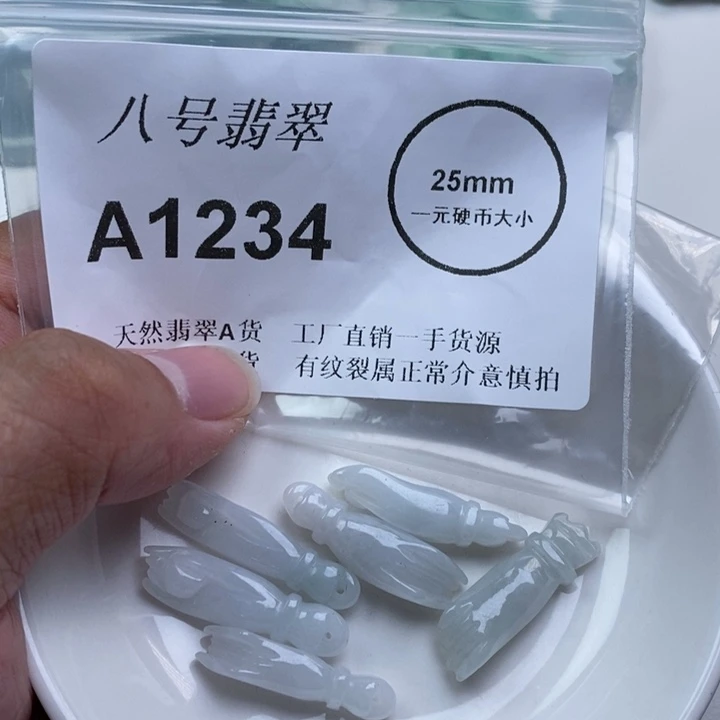 八号翡翠
A1234
25mm
一元硬币大小
天然翡翠A货 工厂直销一手货源
货 有纹裂属正常介意慎拍